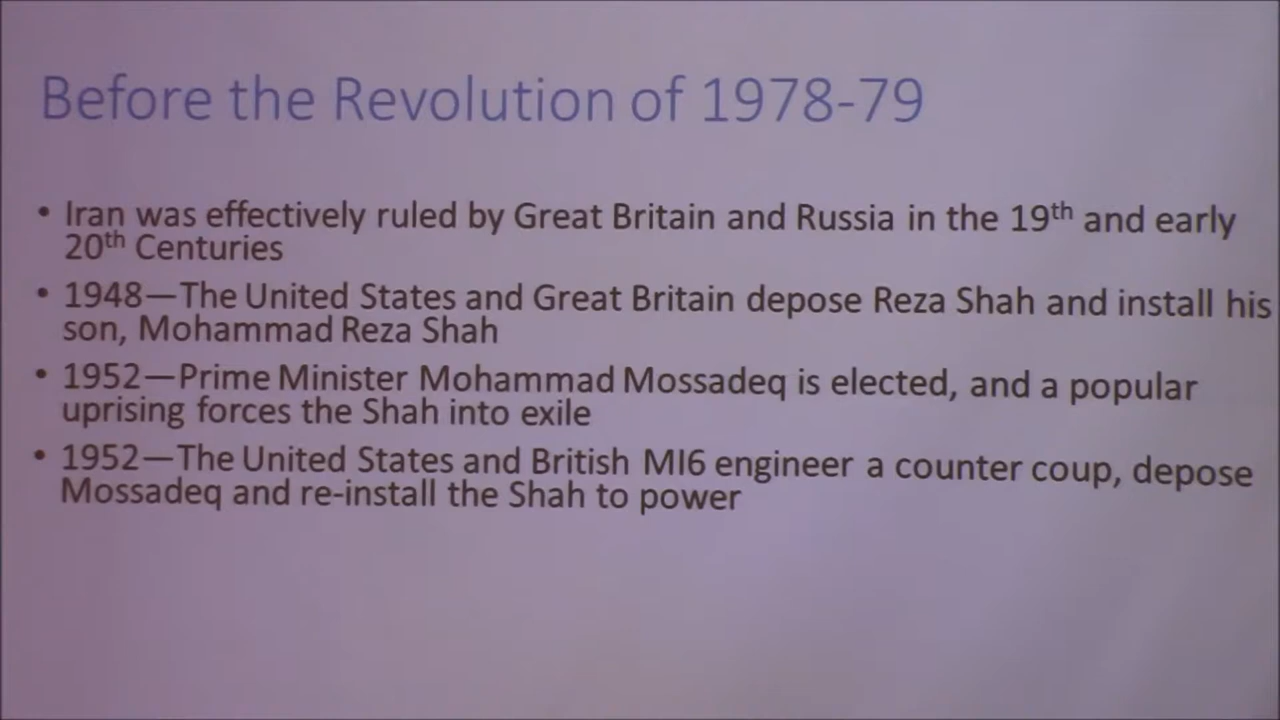 Before the Revolution of 1978-79
• Iran was effectively ruled by Great Britain and Russia in the 19th and early
20th Centuries
• 1948—The United States and Great Britain depose Reza Shah and install his
son, Mohammad Reza Shah
• 1952—Prime Minister Mohammad Mossadeq is elected, and a popular
uprising forces the Shah into exile
• 1952—The United States and British MI6 engineer a counter coup, depose
Mossadeq and re-install the Shah to power